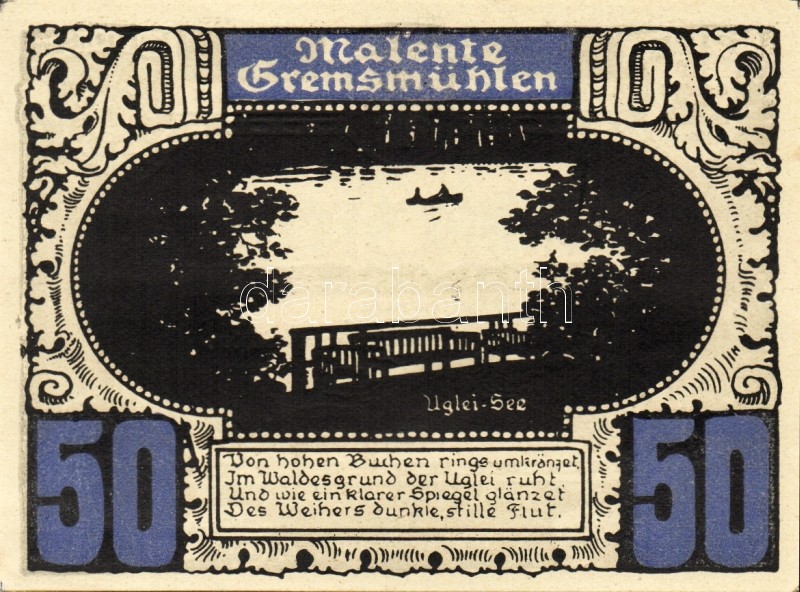 Malente
Gremsmühlen
darabanth
Uglei-See
50
50
Von hohen Buchen rings umkränzet,
Im Waldesgrund der Uglei ruht
Und wie ein klarer Spiegel glänzet
Des Weihers dunkle, stille Flut.